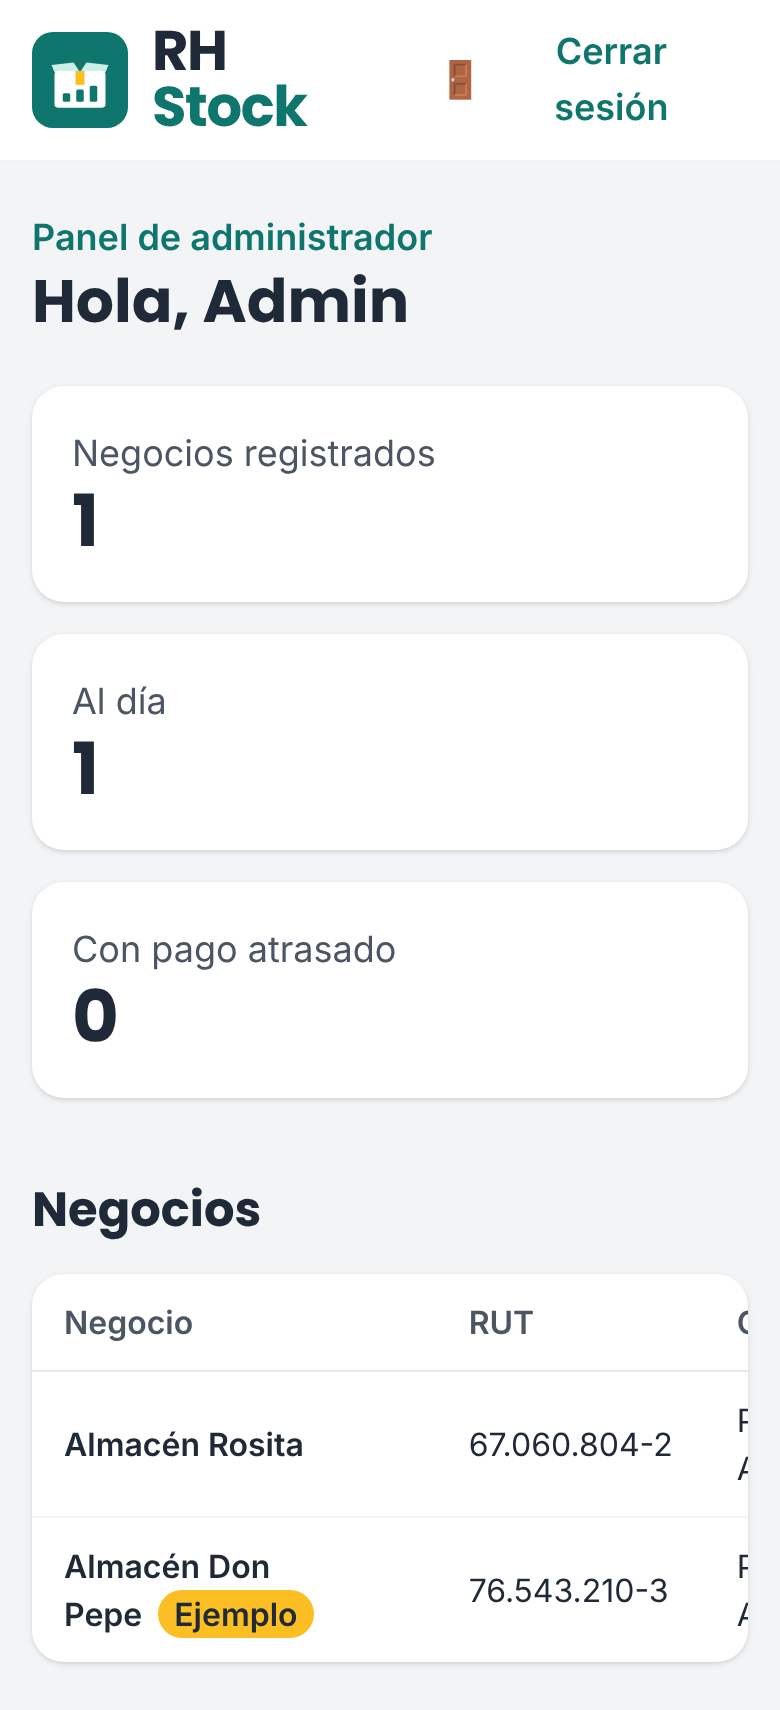 RH
Stock
Cerrar
sesión
Panel de administrador
Hola, Admin
Negocios registrados
1
Al día
1
Con pago atrasado
0
Negocios
Negocio RUT
Almacén Rosita 67.060.804-2
Almacén Don
Pepe Ejemplo 76.543.210-3